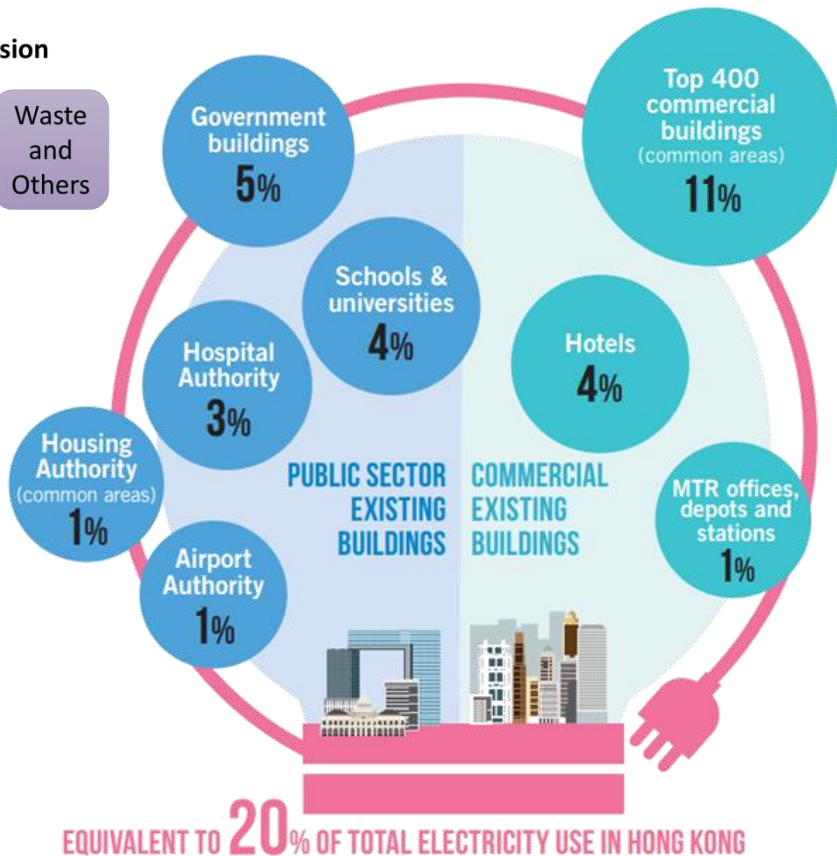 sion
Waste
and
Others
Government
buildings
5%
Top 400
commercial
buildings
(common areas)
11%
Schools &
universities
4%
Hotels
4%
Hospital
Authority
3%
Housing
Authority
(common areas)
1%
PUBLIC SECTOR
EXISTING
BUILDINGS
COMMERCIAL
EXISTING
BUILDINGS
MTR offices,
depots and
stations
1%
Airport
Authority
1%
EQUIVALENT TO 20% OF TOTAL ELECTRICITY USE IN HONG KONG